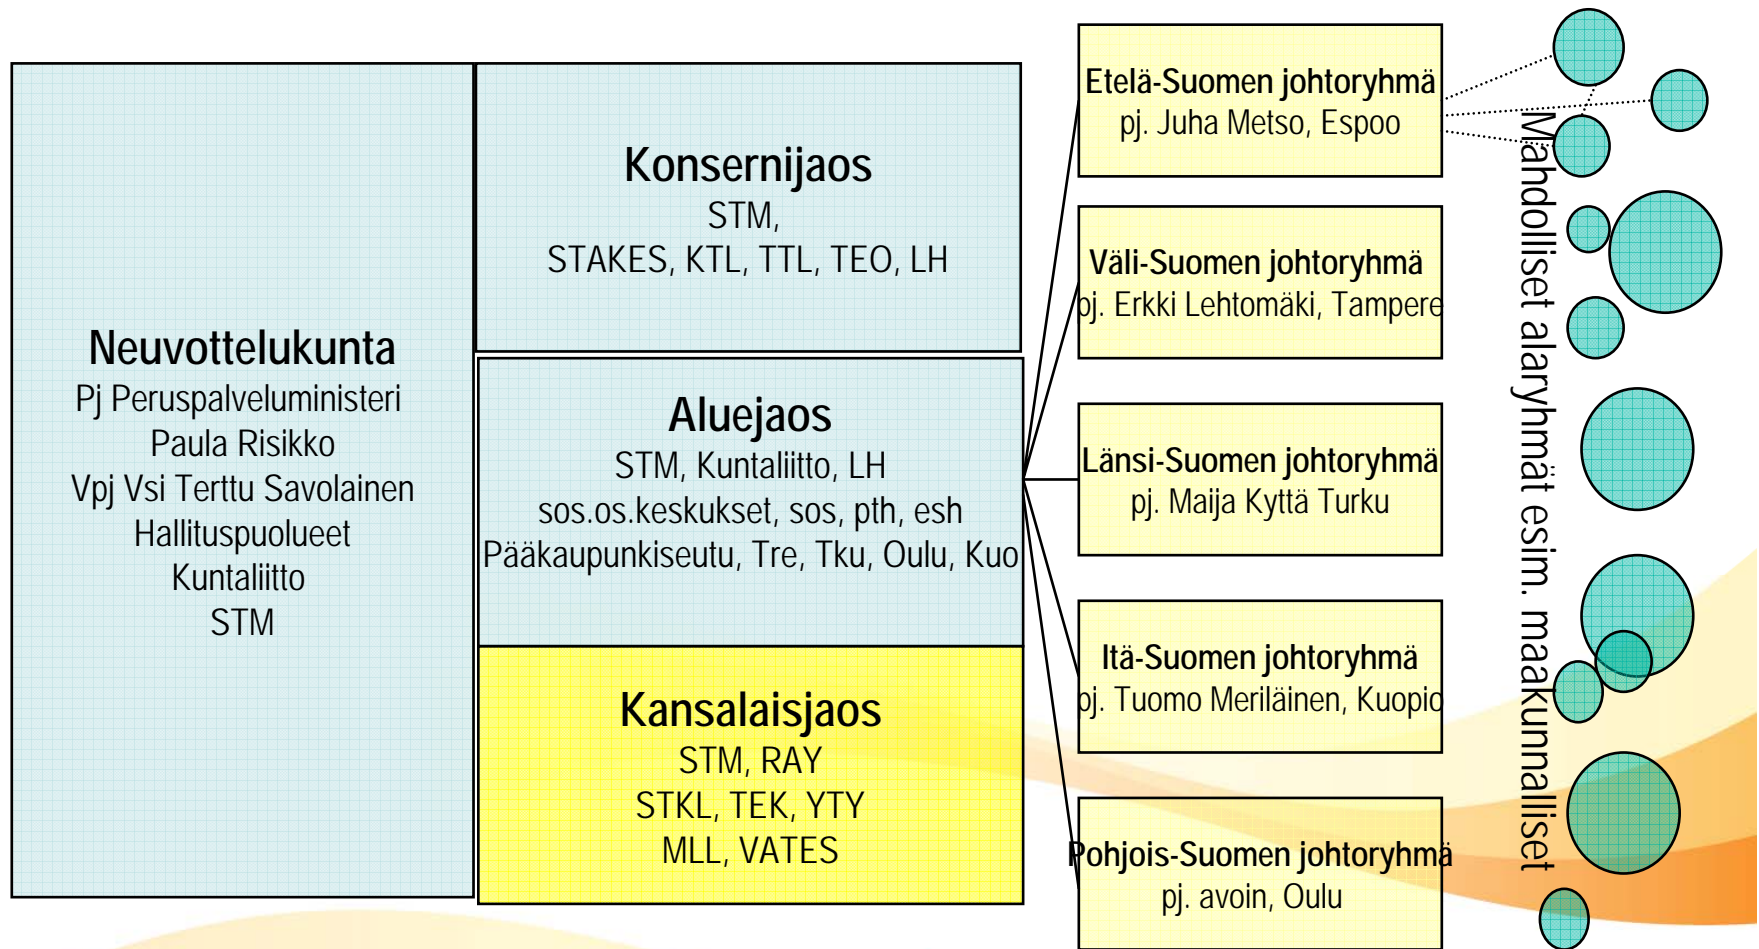 Neuvottelukunta
Pj Peruspalveluministeri
Paula Risikko
Vpj Vsi Terttu Savolainen
Hallituspuolueet
Kuntaliitto
STM
Konsernijaos
STM,
STAKES, KTL, TTL, TEO, LH
Aluejaos
STM, Kuntaliitto, LH
sos.os.keskukset, sos, pth, esh
Pääkaupunkiseutu, Tre, Tku, Oulu, Kuo
Kansalaisjaos
STM, RAY
STKL, TEK, YTY
MLL, VATES
Etelä-Suomen johtoryhmä
pj. Juha Metso, Espoo
Väli-Suomen johtoryhmä
pj. Erkki Lehtomäki, Tampere
Länsi-Suomen johtoryhmä
pj. Maija Kyttä Turku
Itä-Suomen johtoryhmä
pj. Tuomo Meriläinen, Kuopio
Pohjois-Suomen johtoryhmä
pj. avoin, Oulu
Mahdolliset alaryhmät esim. maakunnalliset